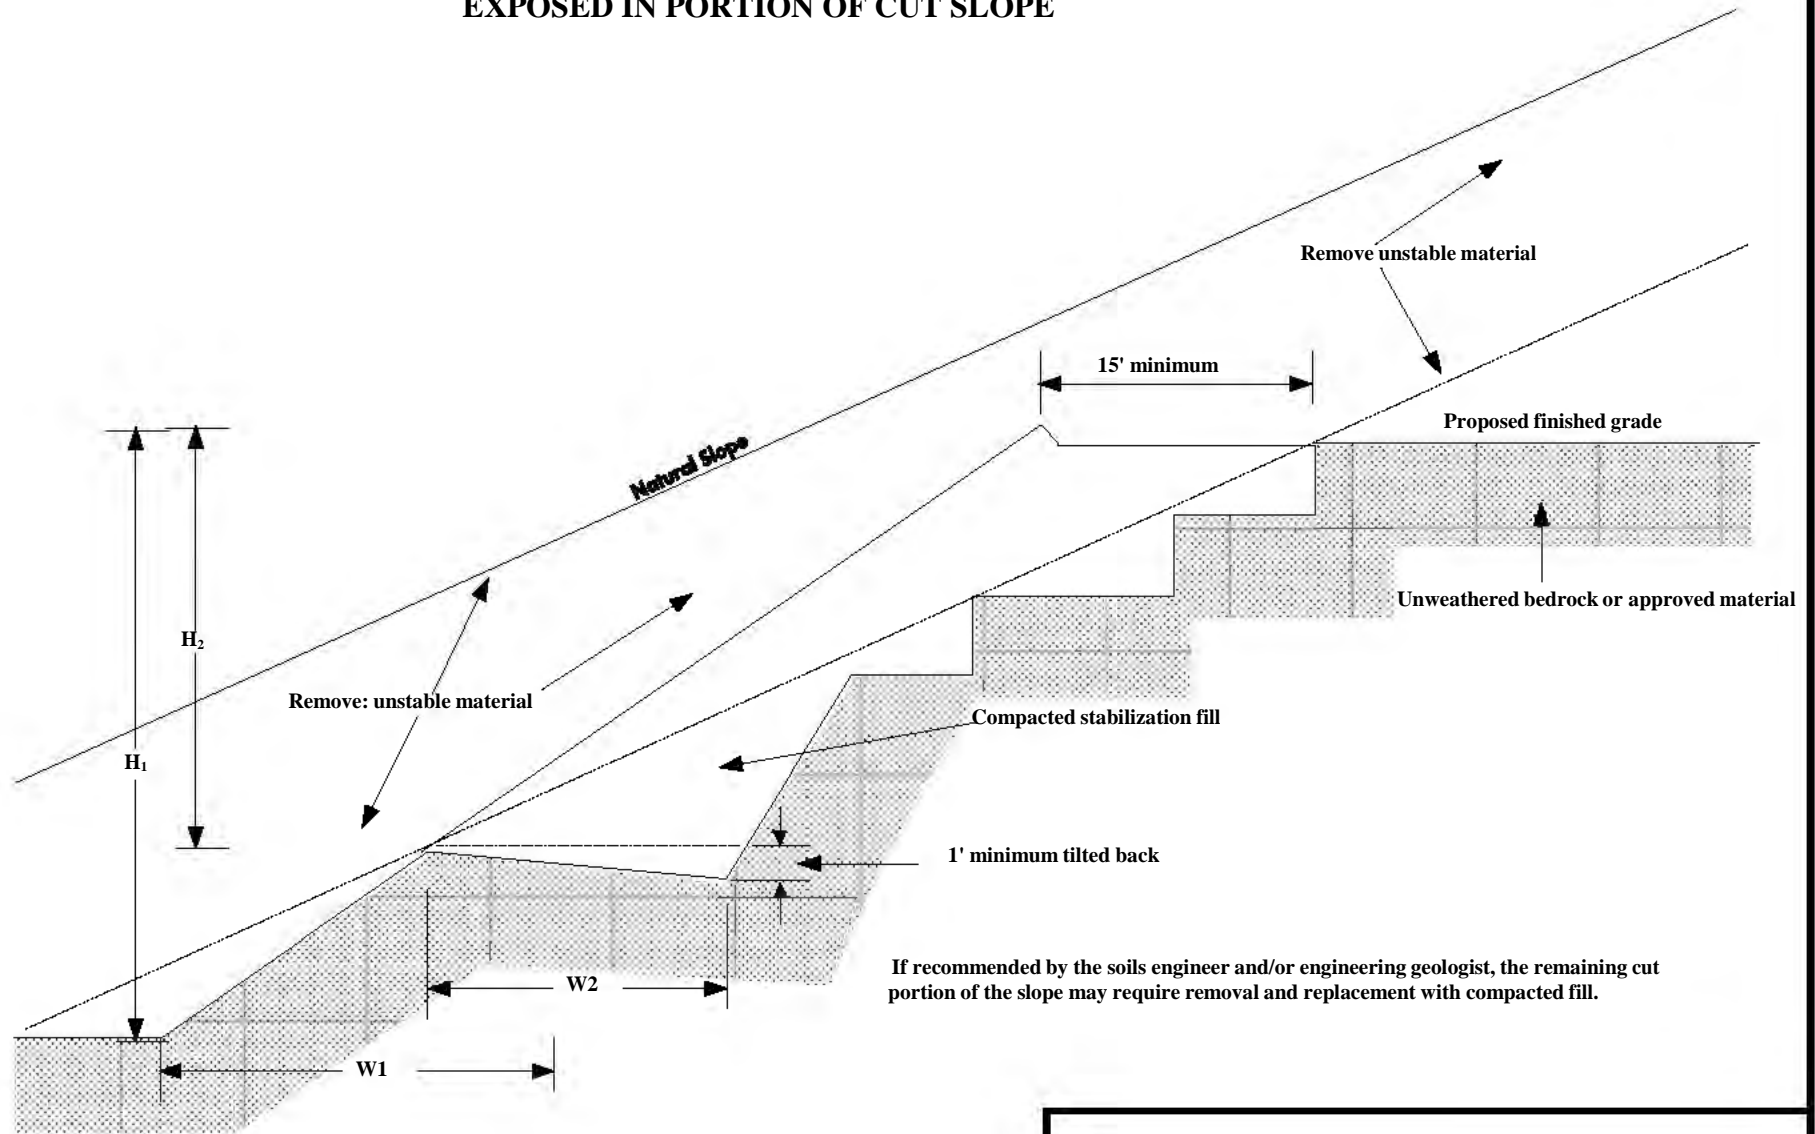 EXPOSED IN PORTION OF CUT SLOPE
Remove unstable material
15' minimum
Proposed finished grade
Natural Slope
Unweathered bedrock or approved material
H₂
Remove: unstable material
Compacted stabilization fill
H₁
1' minimum tilted back
If recommended by the soils engineer and/or engineering geologist, the remaining cut
portion of the slope may require removal and replacement with compacted fill.
W2
W1